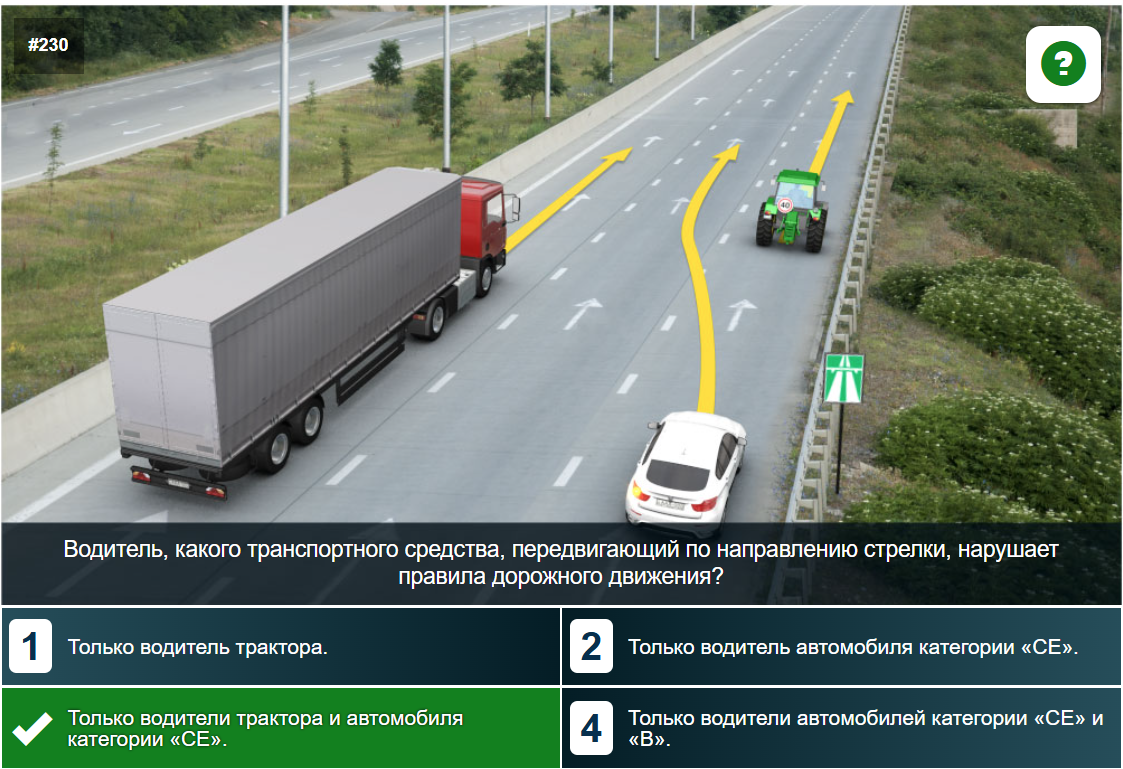 #230
?
40
Водитель, какого транспортного средства, передвигающий по направлению стрелки, нарушает
правила дорожного движения?
1 Только водитель трактора.
2 Только водитель автомобиля категории «CE».
Только водители трактора и автомобиля
категории «CE».
4 Только водители автомобилей категории «CE» и
«B».